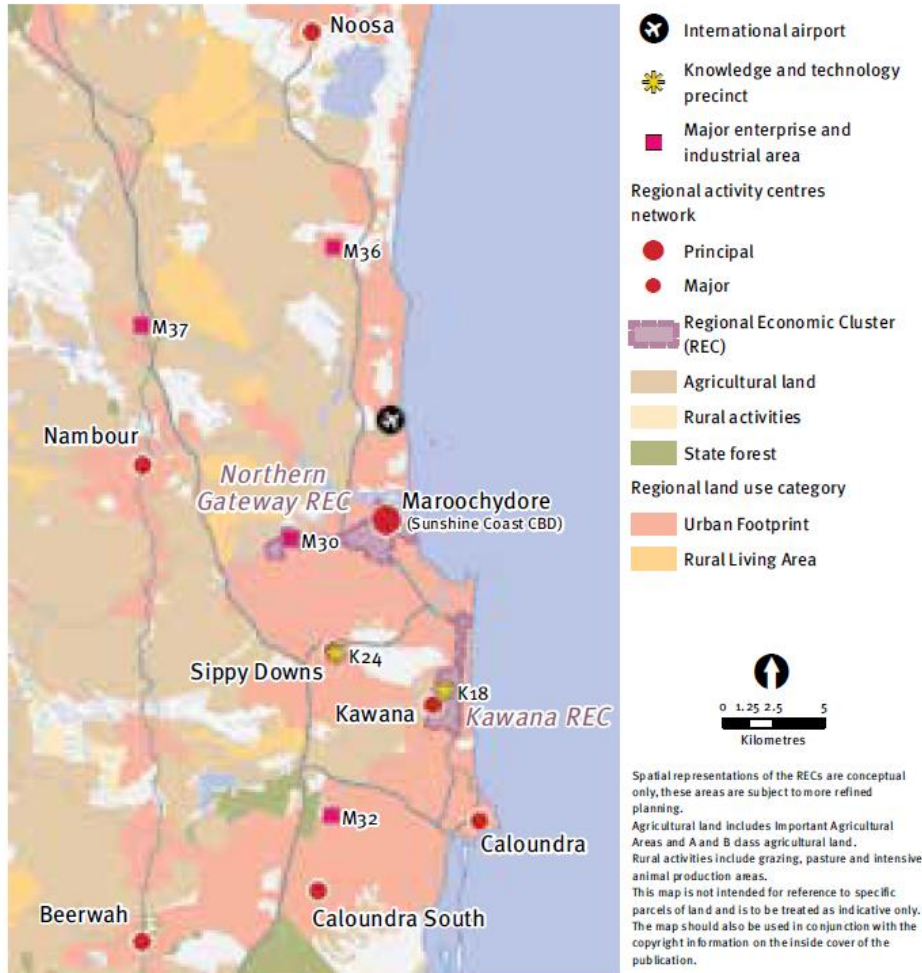 Noosa
M36
M37
Nambour
Northern
Gateway REC
Maroochydore
(Sunshine Coast CBD)
M30
K24
Sippy Downs
K18
Kawana
Kawana REC
M32
Caloundra
Beerwah
Caloundra South
International airport
Knowledge and technology
precinct
Major enterprise and
industrial area
Regional activity centres
network
Principal
Major
Regional Economic Cluster
(REC)
Agricultural land
Rural activities
State forest
Regional land use category
Urban Footprint
Rural Living Area
0 1.25 2.5 5
Kilometres
Spatial representations of the RECs are conceptual
only, these areas are subject to more refined
planning.
Agricultural land includes Important Agricultural
Areas and A and B class agricultural land.
Rural activities include grazing, pasture and intensive
animal production areas.
This map is not intended for reference to specific
parcels of land and is to be treated as indicative only.
The map should also be used in conjunction with the
copyright information on the inside cover of the
publication.